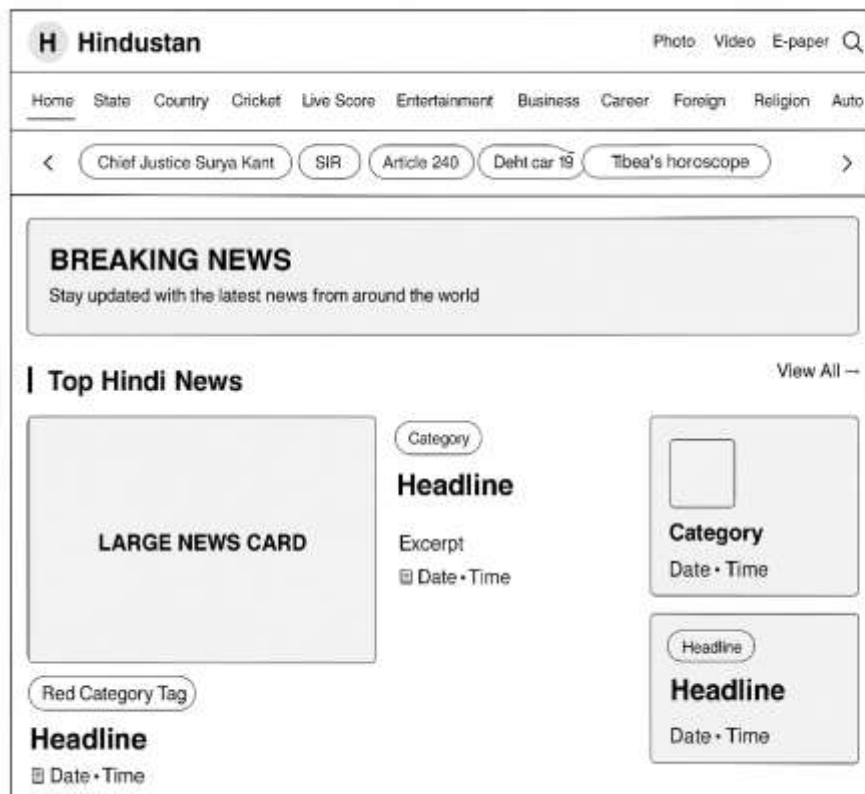 H Hindustan
Photo Video E-paper
Home State Country Cricket Live Score Entertainment Business Career Foreign Religion Auto
Chief Justice Surya Kant SIR Article 240 Deht car 19 Tbea's horoscope
BREAKING NEWS
Stay updated with the latest news from around the world
Top Hindi News
View All →
LARGE NEWS CARD
Red Category Tag
Headline
Date • Time
Category
Headline
Excerpt
Date • Time
Category
Date • Time
Headline
Headline
Date • Time